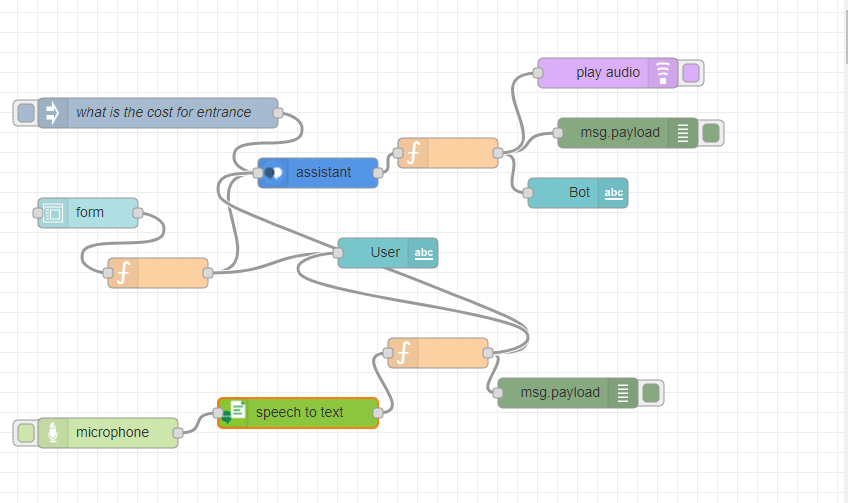 play audio
what is the cost for entrance
msg.payload
assistant
Bot
abc
form
User
abc
msg.payload
speech to text
microphone